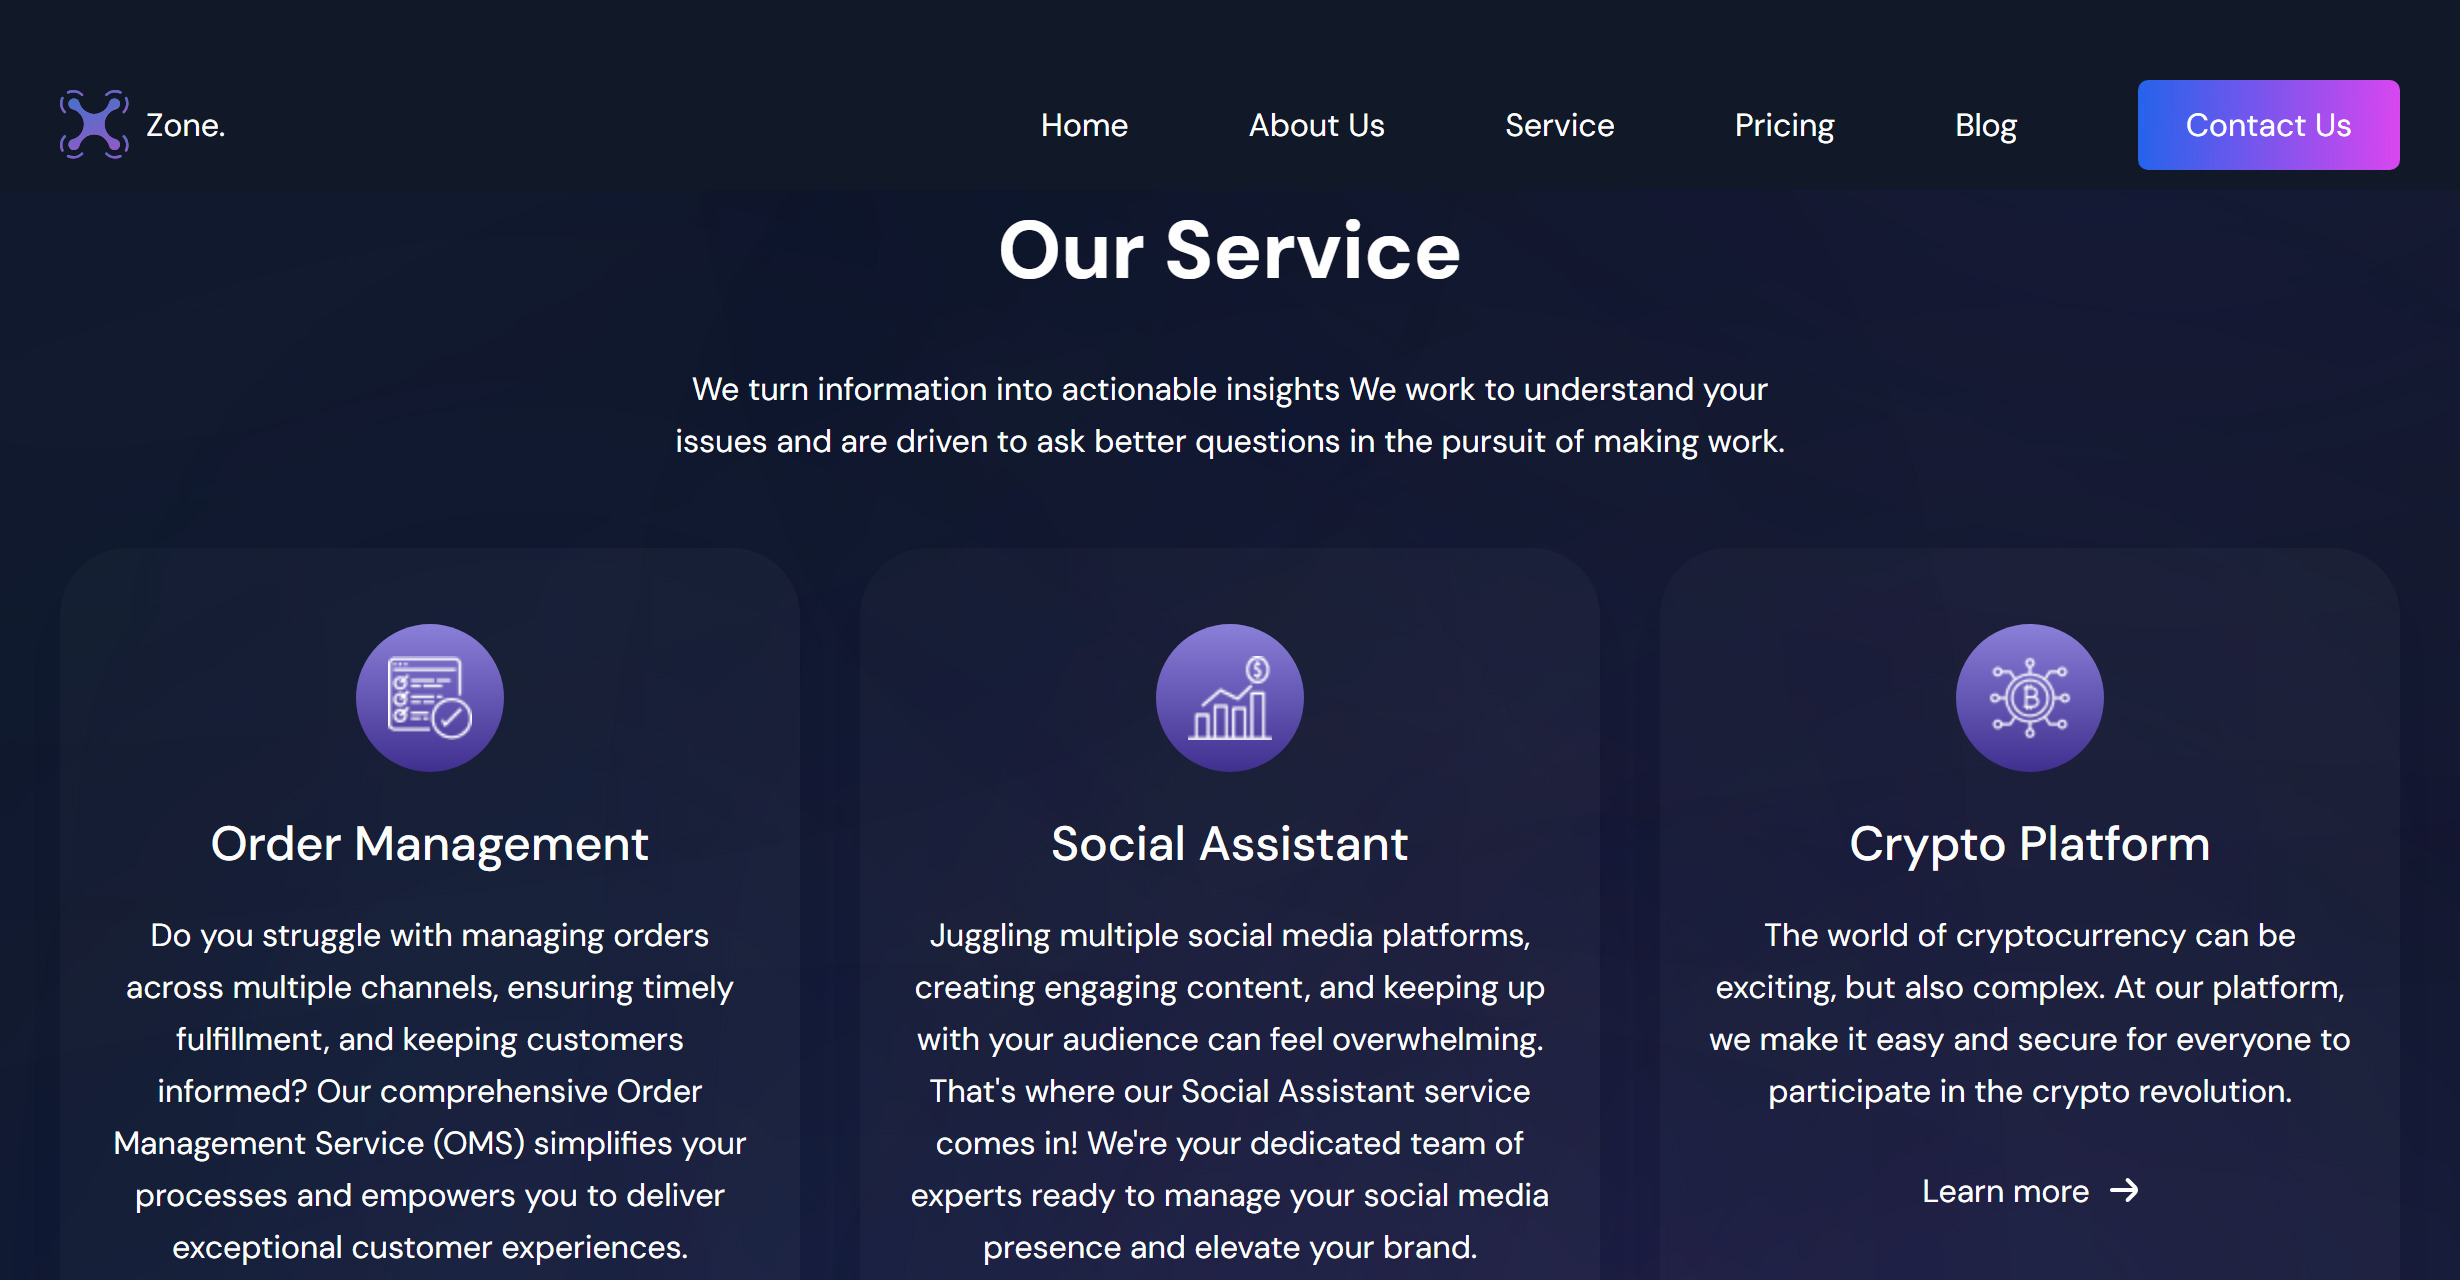 Zone.
Home
About Us
Service
Pricing
Blog
Contact Us
Our Service
We turn information into actionable insights We work to understand your
issues and are driven to ask better questions in the pursuit of making work.
Order Management
Do you struggle with managing orders
across multiple channels, ensuring timely
fulfillment, and keeping customers
informed? Our comprehensive Order
Management Service (OMS) simplifies your
processes and empowers you to deliver
exceptional customer experiences.
Social Assistant
Juggling multiple social media platforms,
creating engaging content, and keeping up
with your audience can feel overwhelming.
That's where our Social Assistant service
comes in! We're your dedicated team of
experts ready to manage your social media
presence and elevate your brand.
Crypto Platform
The world of cryptocurrency can be
exciting, but also complex. At our platform,
we make it easy and secure for everyone to
participate in the crypto revolution.
Learn more